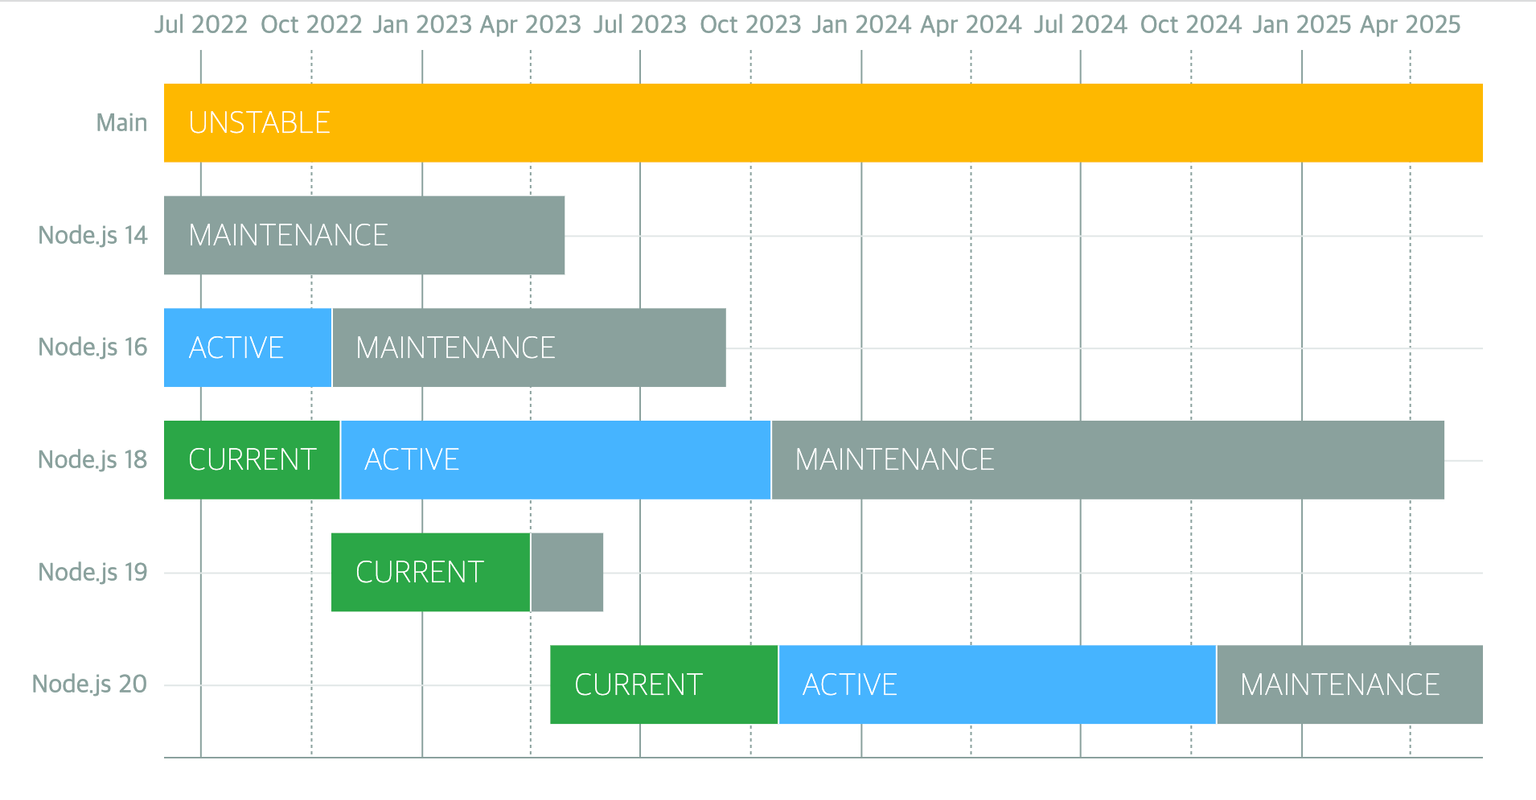 Jul 2022 Oct 2022 Jan 2023 Apr 2023 Jul 2023 Oct 2023 Jan 2024 Apr 2024 Jul 2024 Oct 2024 Jan 2025 Apr 2025
Main UNSTABLE
Node.js 14 MAINTENANCE
Node.js 16 ACTIVE MAINTENANCE
Node.js 18 CURRENT ACTIVE MAINTENANCE
Node.js 19 CURRENT
Node.js 20 CURRENT ACTIVE MAINTENANCE